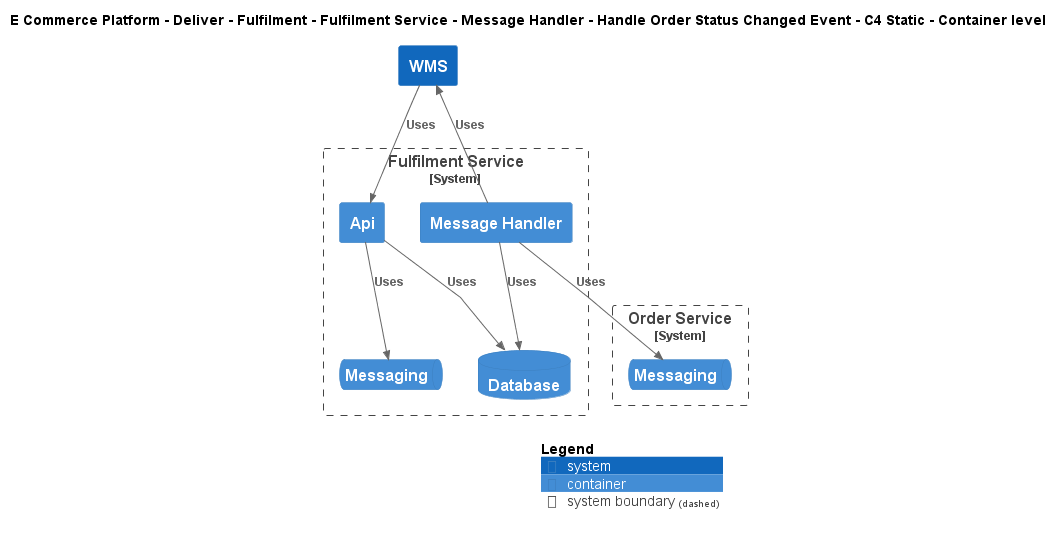 E Commerce Platform - Deliver - Fulfilment - Fulfilment Service - Message Handler - Handle Order Status Changed Event - C4 Static - Container level
WMS
Uses
Uses
Fulfilment Service
[System]
Api
Message Handler
Uses
Uses
Uses
Uses
Order Service
[System]
Messaging
Database
Messaging
Legend
system
container
system boundary (dashed)